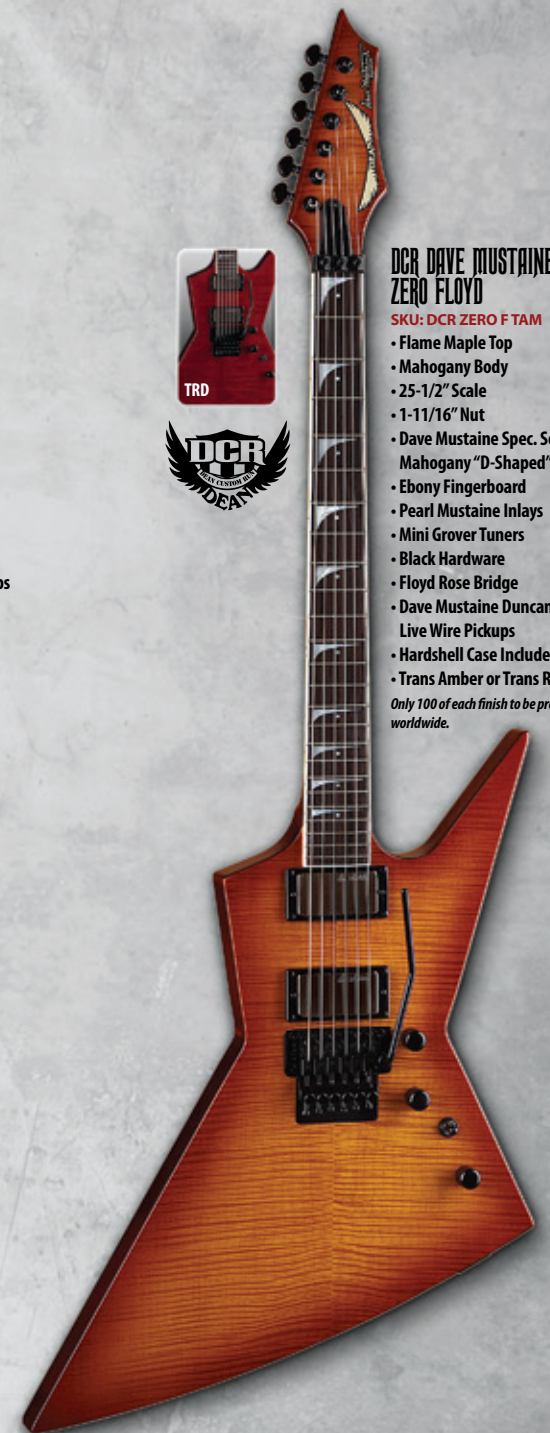 DCR DAVE MUSTAINE
ZERO FLOYD
SKU: DCR ZERO F TAM
• Flame Maple Top
• Mahogany Body
• 25-1/2" Scale
• 1-11/16" Nut
• Dave Mustaine Spec. Se
Mahogany “D-Shaped”
• Ebony Fingerboard
• Pearl Mustaine Inlays
• Mini Grover Tuners
• Black Hardware
• Floyd Rose Bridge
• Dave Mustaine Duncan
Live Wire Pickups
• Hardshell Case Include
• Trans Amber or Trans R
Only 100 of each finish to be pr
worldwide.
TRD
DCR
DEAN CUSTOM RUN
DEAN
ps
DEAN